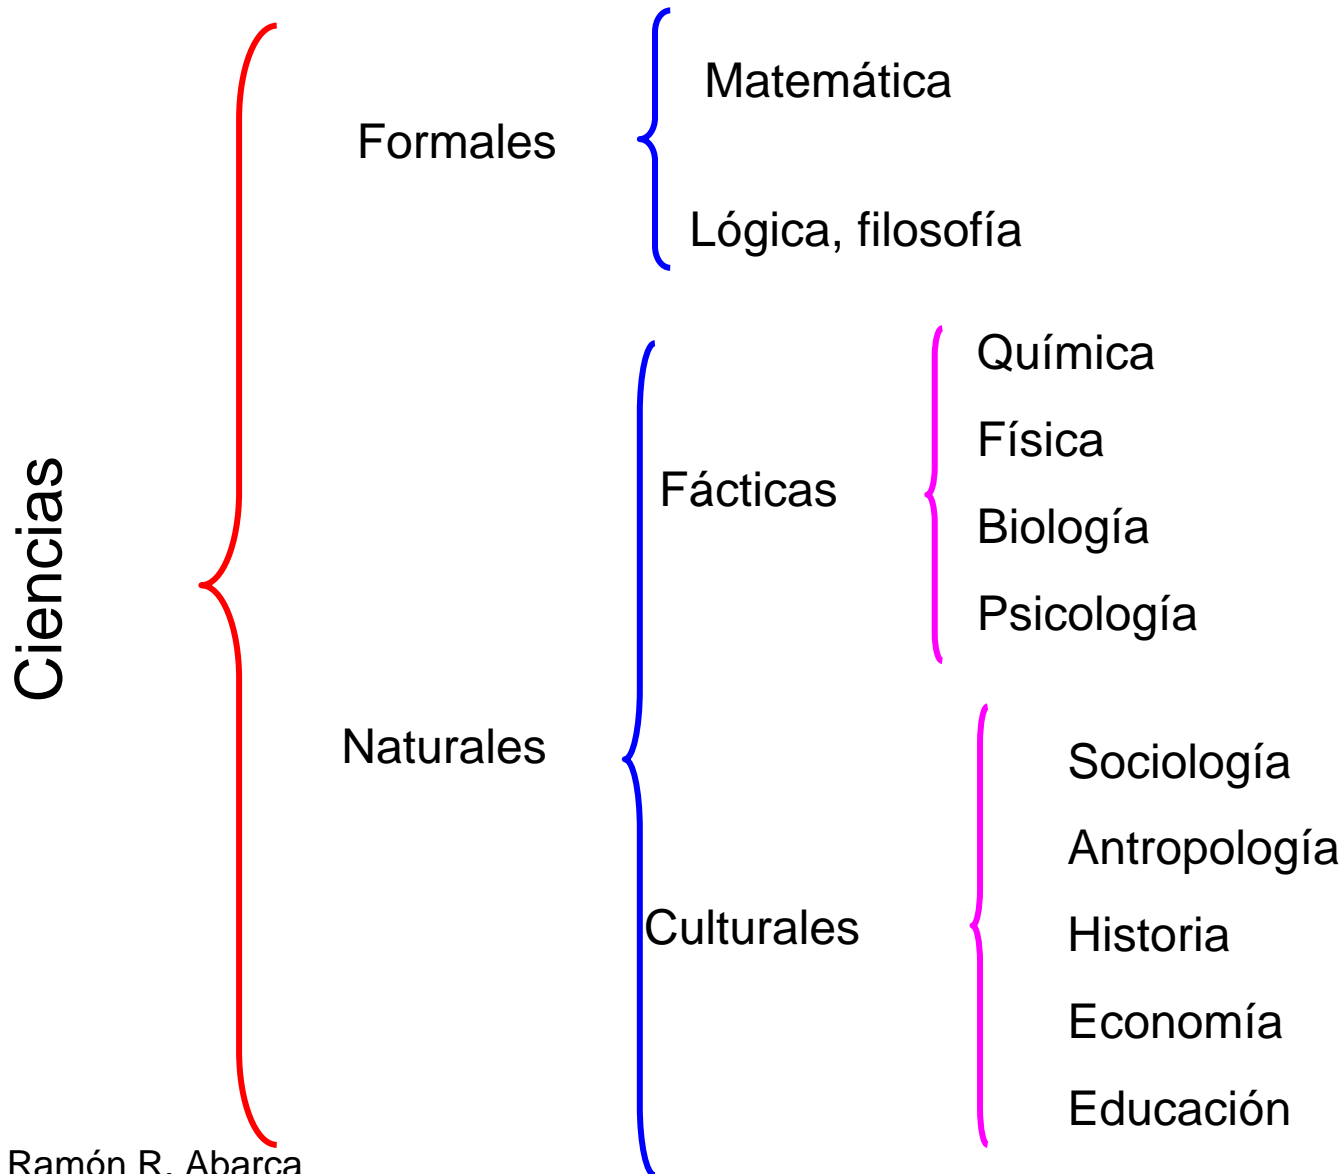 Ciencias
Formales
Matemática
Lógica, filosofía
Naturales
Fácticas
Química
Física
Biología
Psicología
Culturales
Sociología
Antropología
Historia
Economía
Educación
Ramón R. Abarca